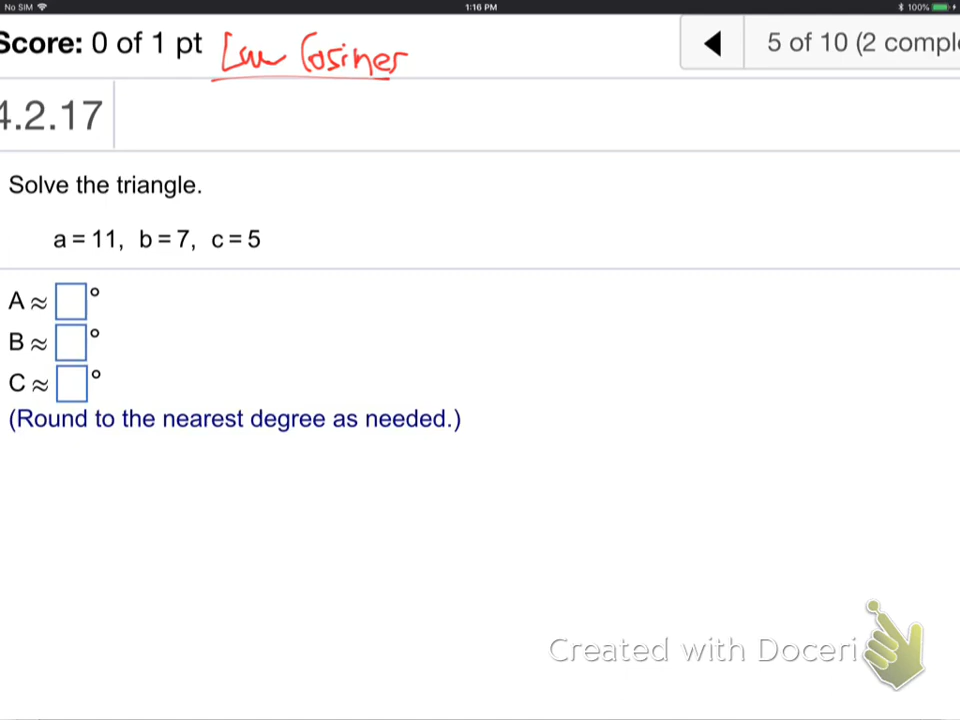 No SIM 1:16 PM 100%
Score: 0 of 1 pt Law Cosines 5 of 10 (2 comple
4.2.17
Solve the triangle.
a = 11, b = 7, c = 5
A ≈ °
B ≈ °
C ≈ °
(Round to the nearest degree as needed.)
Created with Doceri